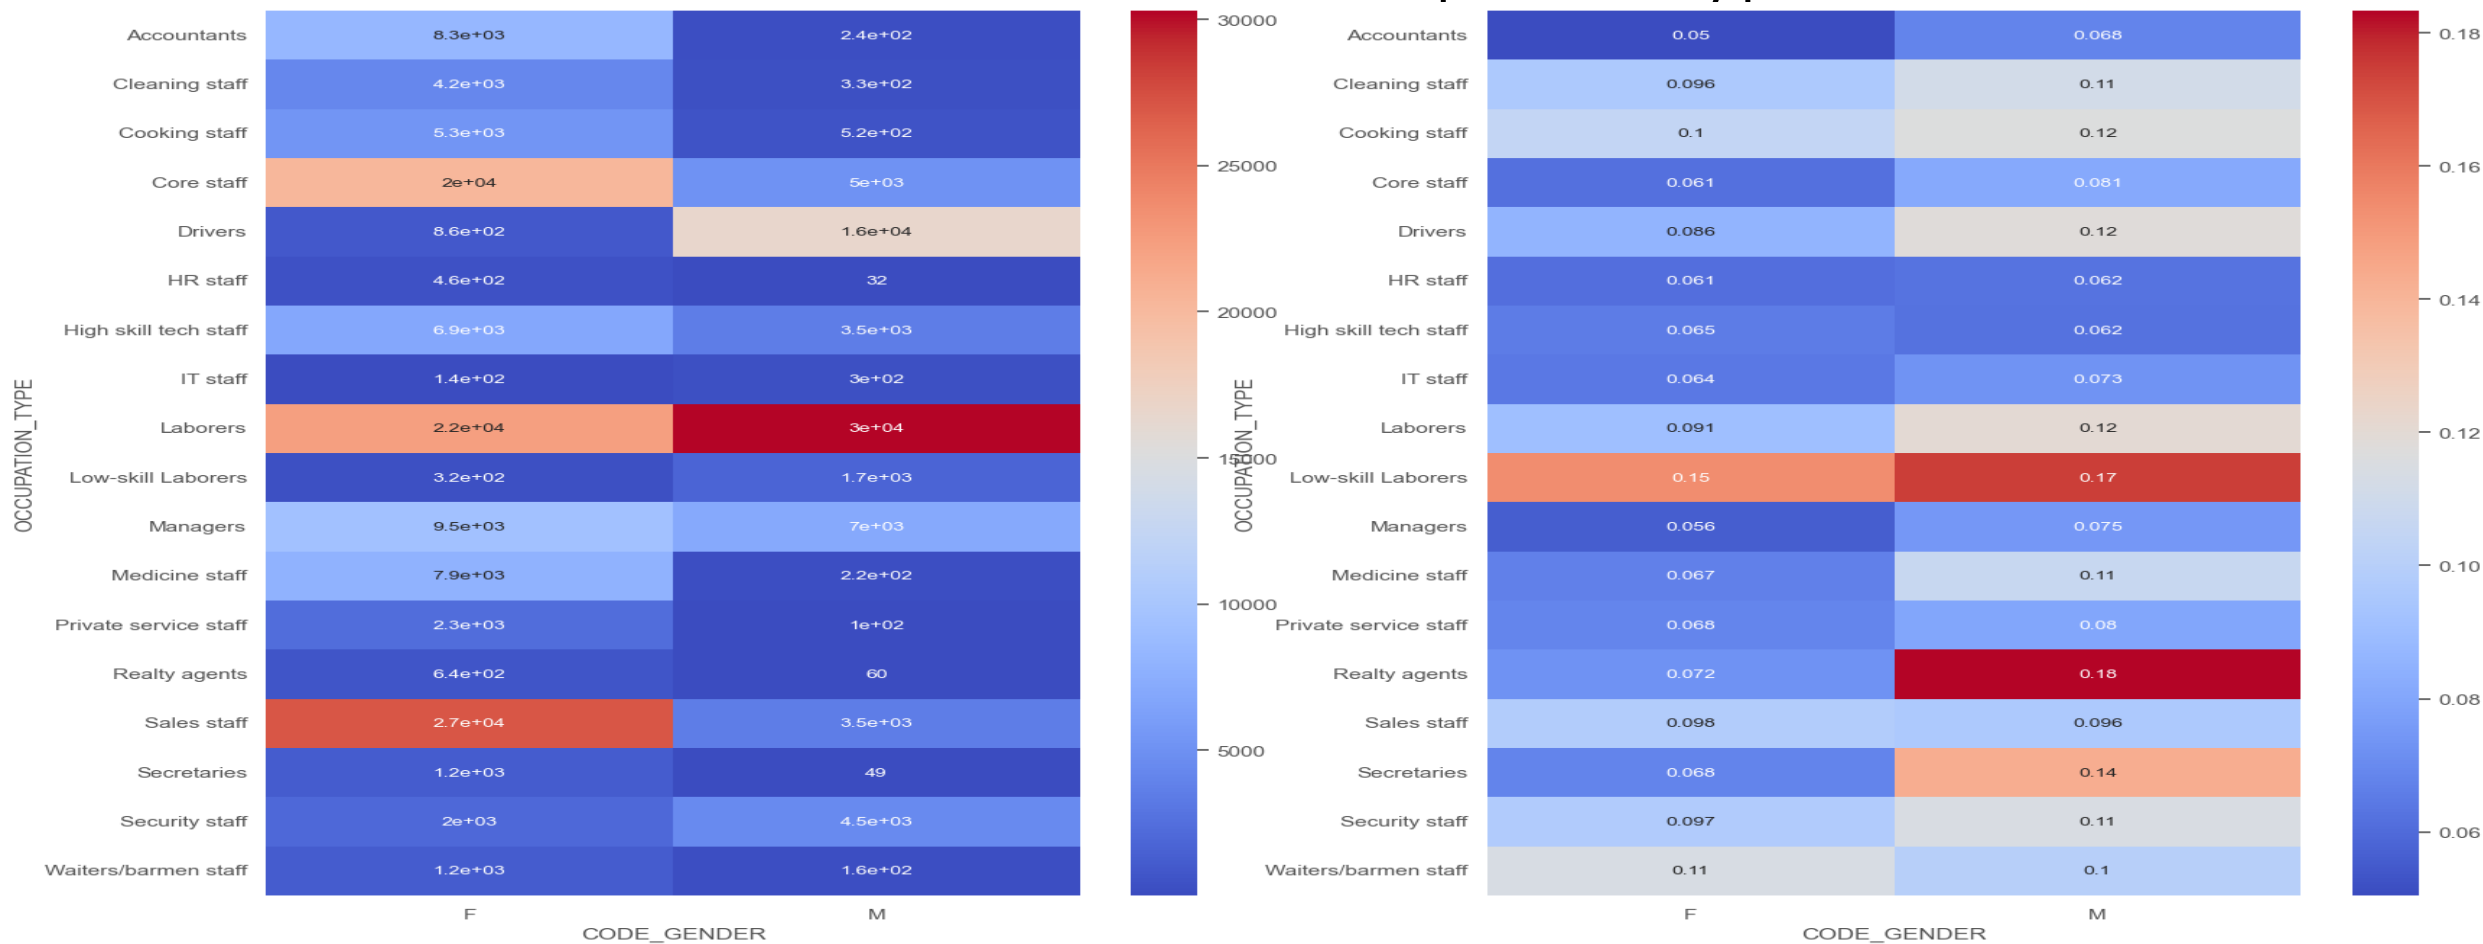 Accountants 8.3e+03 2.4e+02
Cleaning staff 4.2e+03 3.3e+02
Cooking staff 5.3e+03 5.2e+02
Core staff 2e+04 5e+03
Drivers 8.6e+02 1.6e+04
HR staff 4.6e+02 32
High skill tech staff 6.9e+03 3.5e+03
IT staff 1.4e+02 3e+02
Laborers 2.2e+04 3e+04
Low-skill Laborers 3.2e+02 1.7e+03
Managers 9.5e+03 7e+03
Medicine staff 7.9e+03 2.2e+02
Private service staff 2.3e+03 1e+02
Realty agents 6.4e+02 60
Sales staff 2.7e+04 3.5e+03
Secretaries 1.2e+03 49
Security staff 2e+03 4.5e+03
Waiters/barmen staff 1.2e+03 1.6e+02
F M
CODE_GENDER
OCCUPATION_TYPE
30000
25000
20000
15000
10000
5000
Accountants 0.05 0.068
Cleaning staff 0.096 0.11
Cooking staff 0.1 0.12
Core staff 0.061 0.081
Drivers 0.086 0.12
HR staff 0.061 0.062
High skill tech staff 0.065 0.062
IT staff 0.064 0.073
Laborers 0.091 0.12
Low-skill Laborers 0.15 0.17
Managers 0.056 0.075
Medicine staff 0.067 0.11
Private service staff 0.068 0.08
Realty agents 0.072 0.18
Sales staff 0.098 0.096
Secretaries 0.068 0.14
Security staff 0.097 0.11
Waiters/barmen staff 0.11 0.1
F M
CODE_GENDER
OCCUPATION_TYPE
0.18
0.16
0.14
0.12
0.10
0.08
0.06